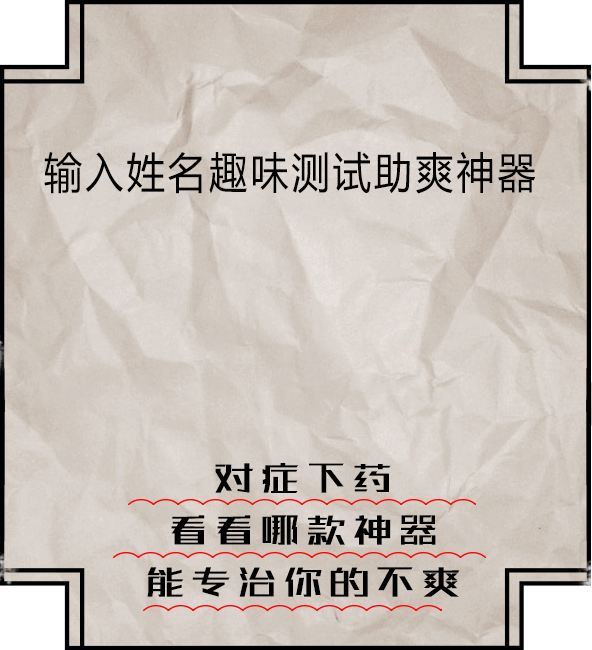 输入姓名趣味测试助爽神器
对症下药
看看哪款神器
能专治你的不爽